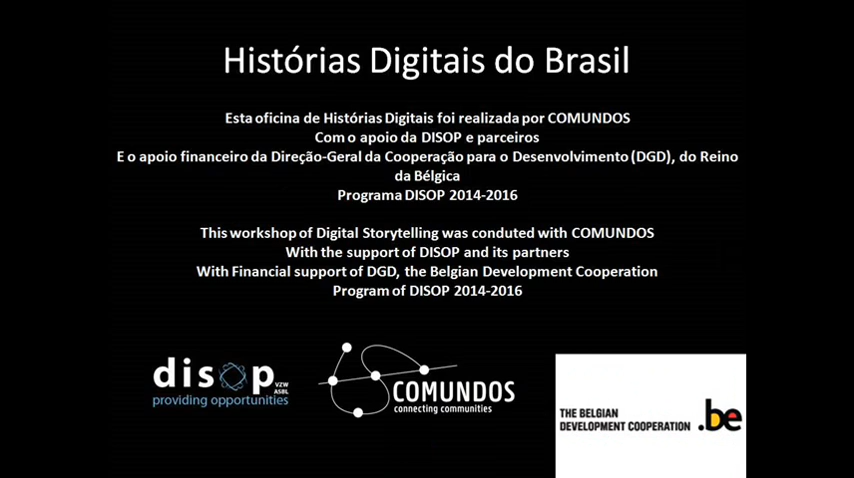 Histórias Digitais do Brasil
Esta oficina de Histórias Digitais foi realizada por COMUNDOS
Com o apoio da DISOP e parceiros
E o apoio financeiro da Direção-Geral da Cooperação para o Desenvolvimento (DGD), do Reino
da Bélgica
Programa DISOP 2014-2016
This workshop of Digital Storytelling was conduted with COMUNDOS
With the support of DISOP and its partners
With Financial support of DGD, the Belgian Development Cooperation
Program of DISOP 2014-2016
disop VZW ASBL
providing opportunities
COMUNDOS
connecting communities
THE BELGIAN
DEVELOPMENT COOPERATION .be